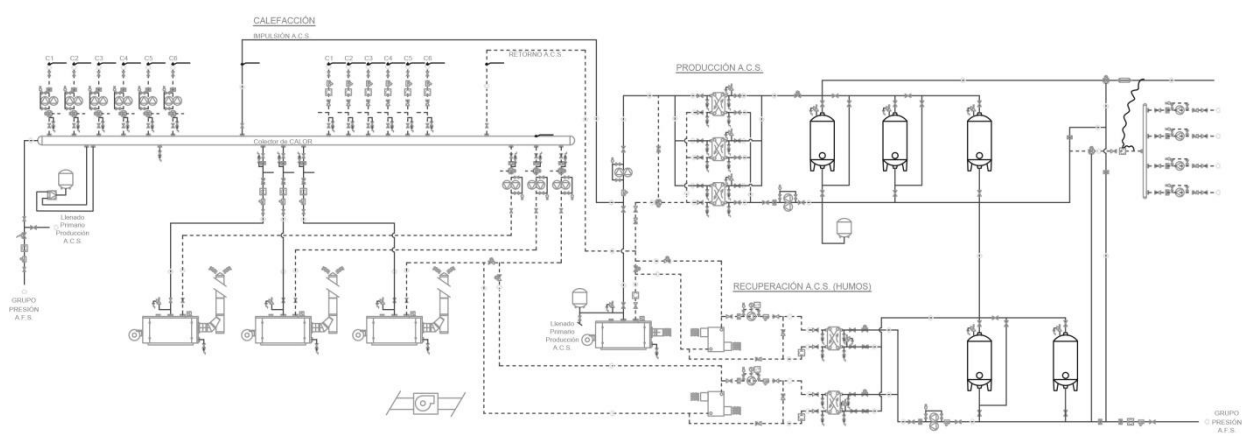 CALEFACCIÓN
IMPULSIÓN A.C.S.
RETORNO A.C.S.
C1 C2 C3 C4 C5 C6
C1 C2 C3 C4 C5 C6
PRODUCCIÓN A.C.S.
Colector de CALOR
Llenado
Primario
Producción
A.C.S.
GRUPO
PRESIÓN
A.F.S.
RECUPERACIÓN A.C.S. (HUMOS)
Llenado
Primario
Producción
A.C.S.
GRUPO
PRESIÓN
A.F.S.